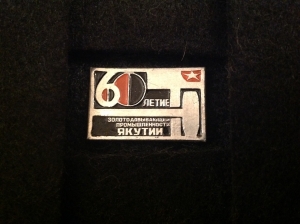 60
ЛЕТИЕ
ЗОЛОТОДОБЫВАЮЩЕЙ
ПРОМЫШЛЕННОСТИ
ЯКУТИИ